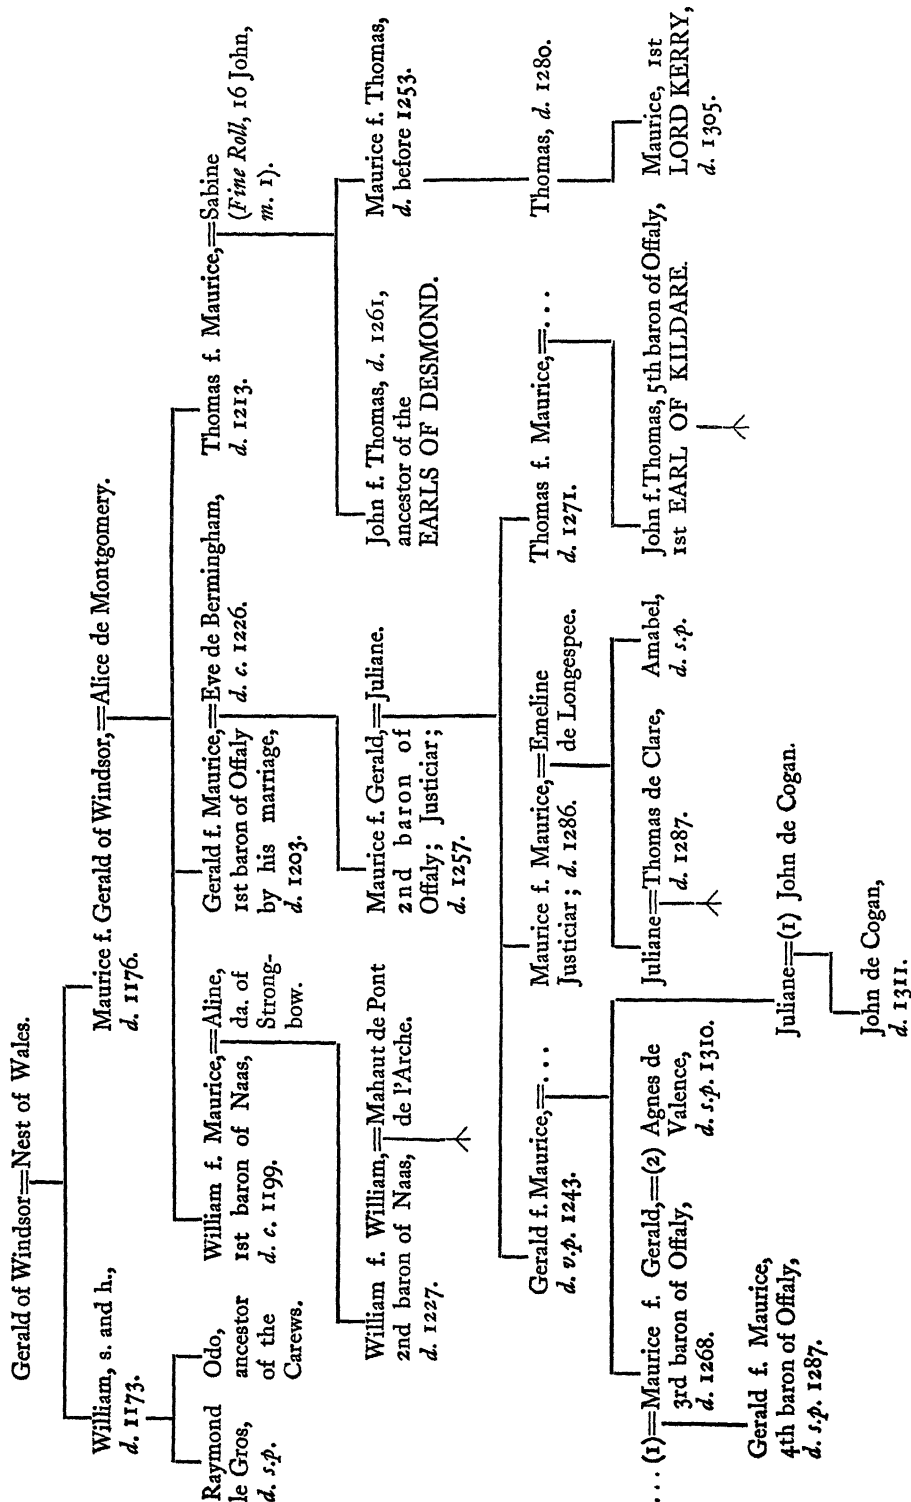 Gerald of Windsor=Nest of Wales.
William, s. and h.,
d. 1173.
Maurice f. Gerald of Windsor,=Alice de Montgomery.
d. 1176.
Raymond
le Gros,
d. s.p.
Odo,
ancestor
of the
Carews.
William f. Maurice,=Aline,
1st baron of Naas,
d. c. 1199.
da. of
Strong-
bow.
Gerald f. Maurice,=Eve de Bermingham,
1st baron of Offaly
by his marriage,
d. 1203.
d. c. 1226.
Thomas f. Maurice,=Sabine
d. 1213.
(Fine Roll, 16 John,
m. 1).
William f. William,=Mahaut de Pont
2nd baron of Naas,
d. 1227.
de l'Arche.
Maurice f. Gerald,=Juliane.
2nd baron of
Offaly; Justiciar;
d. 1257.
John f. Thomas, d. 1261,
ancestor of the
EARLS OF DESMOND.
Maurice f. Thomas,
d. before 1253.
Gerald f. Maurice,=...
d. v.p. 1243.
Maurice f. Maurice,=Emeline
Justiciar; d. 1286.
de Longespee.
Thomas f. Maurice,=...
d. 1271.
Thomas, d. 1280.
... (1)=Maurice f. Gerald,=(2) Agnes de
3rd baron of Offaly,
d. 1268.
Valence,
d. s.p. 1310.
Juliane=Thomas de Clare,
d. 1287.
Amabel,
d. s.p.
John f. Thomas, 5th baron of Offaly,
1st EARL OF KILDARE.
Maurice, 1st
LORD KERRY,
d. 1305.
Gerald f. Maurice,
4th baron of Offaly,
d. s.p. 1287.
Juliane=(1) John de Cogan.
John de Cogan,
d. 1311.